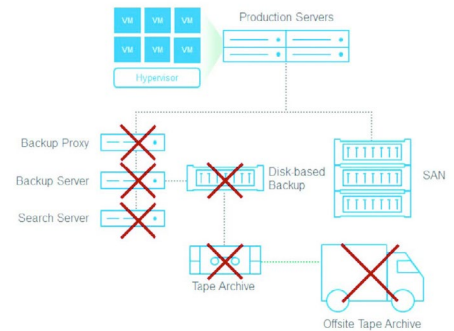 Production Servers
VM VM VM
VM VM VM
Hypervisor
Backup Proxy
Backup Server
Search Server
Disk-based
Backup
SAN
Tape Archive
Offsite Tape Archive